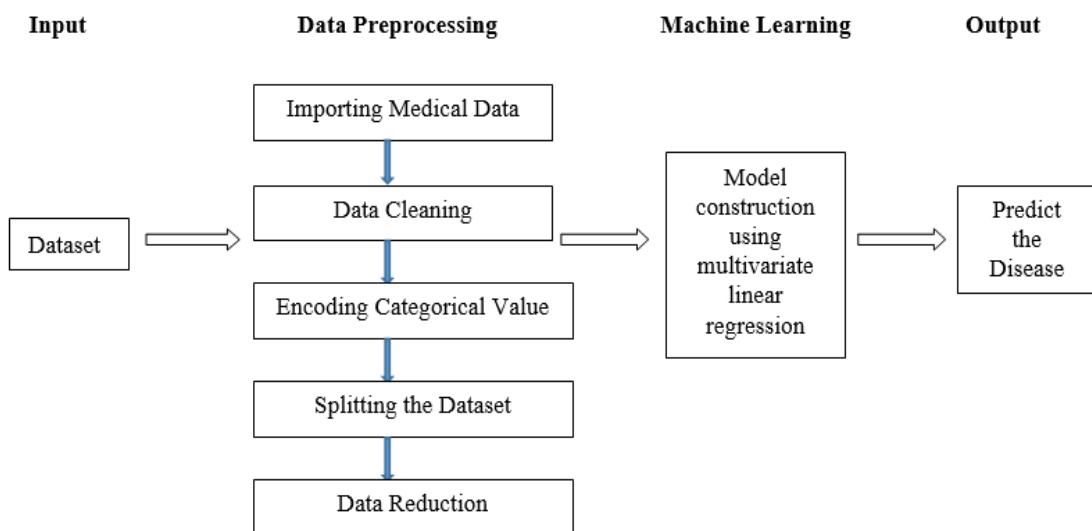 Input
Data Preprocessing
Machine Learning
Output
Dataset
Importing Medical Data
Data Cleaning
Encoding Categorical Value
Splitting the Dataset
Data Reduction
Model
construction
using
multivariate
linear
regression
Predict
the
Disease